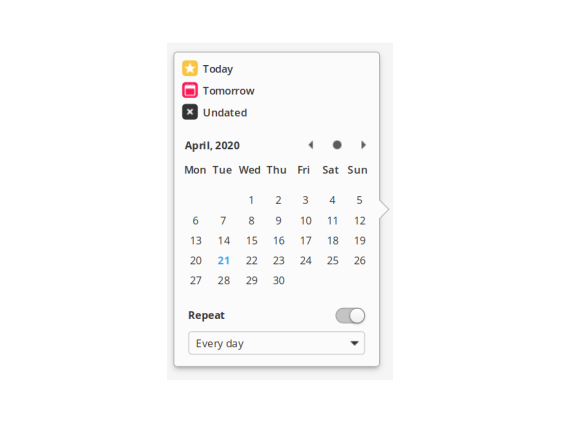 Today
Tomorrow
Undated
April, 2020
Mon Tue Wed Thu Fri Sat Sun
1 2 3 4 5
6 7 8 9 10 11 12
13 14 15 16 17 18 19
20 21 22 23 24 25 26
27 28 29 30
Repeat
Every day